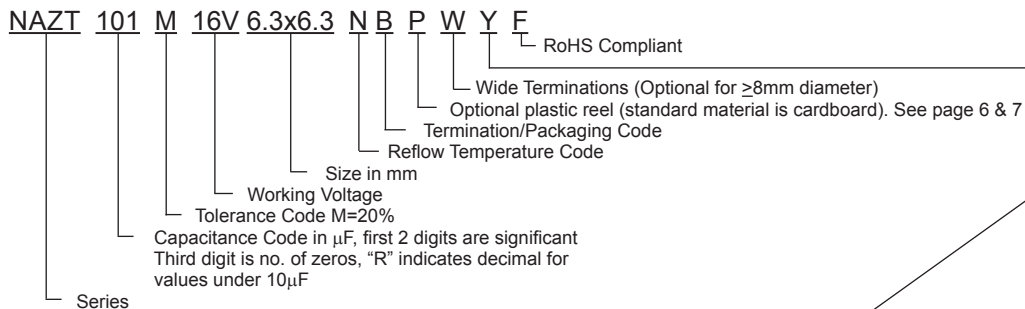 NAZT 101 M 16V 6.3x6.3 N B P W Y F
RoHS Compliant
Wide Terminations (Optional for ≥8mm diameter)
Optional plastic reel (standard material is cardboard). See page 6 & 7
Termination/Packaging Code
Reflow Temperature Code
Size in mm
Working Voltage
Tolerance Code M=20%
Capacitance Code in μF, first 2 digits are significant
Third digit is no. of zeros, “R” indicates decimal for
values under 10μF
Series